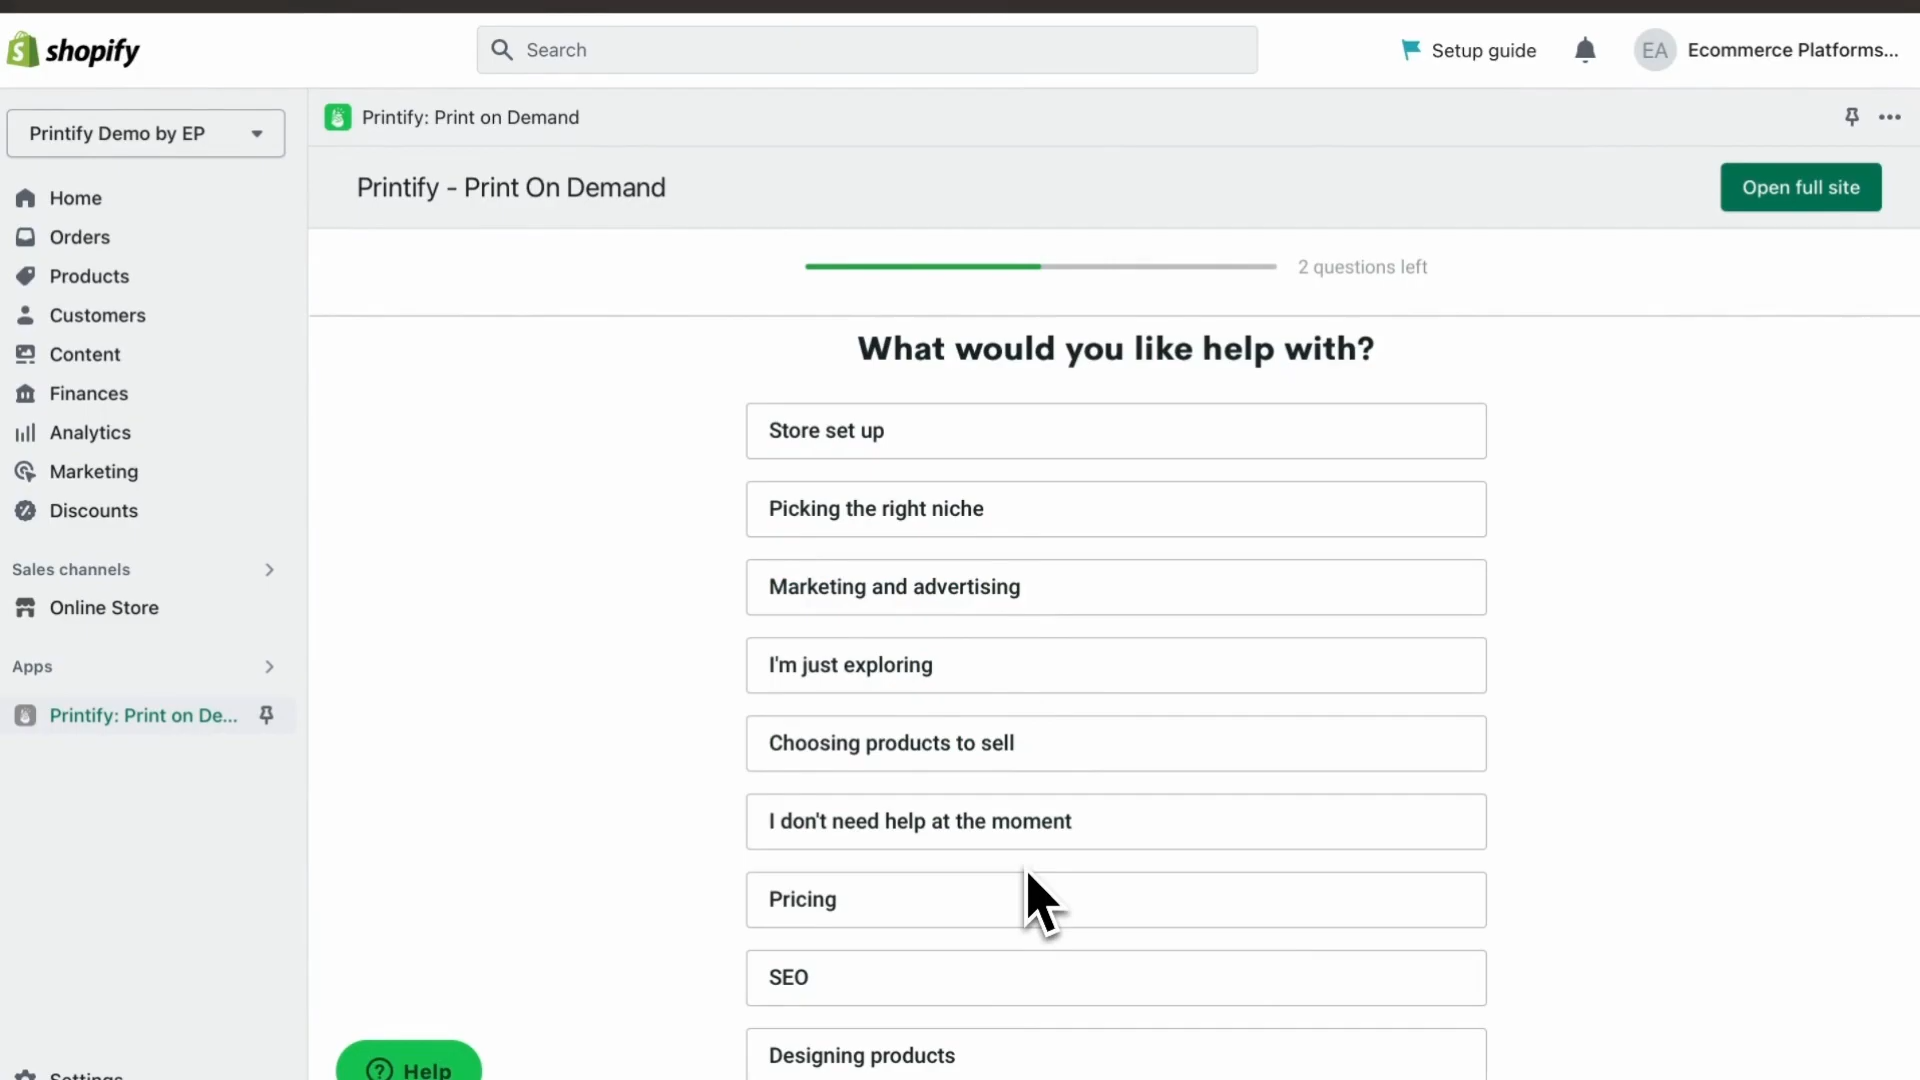 shopify
Search
Setup guide
EA
Ecommerce Platforms...
Printify Demo by EP
Printify: Print on Demand
Printify - Print On Demand
Open full site
Home
Orders
Products
Customers
Content
Finances
Analytics
Marketing
Discounts
Sales channels
Online Store
Apps
Printify: Print on De...
Settings
2 questions left
What would you like help with?
Store set up
Picking the right niche
Marketing and advertising
I'm just exploring
Choosing products to sell
I don't need help at the moment
Pricing
SEO
Designing products
Help